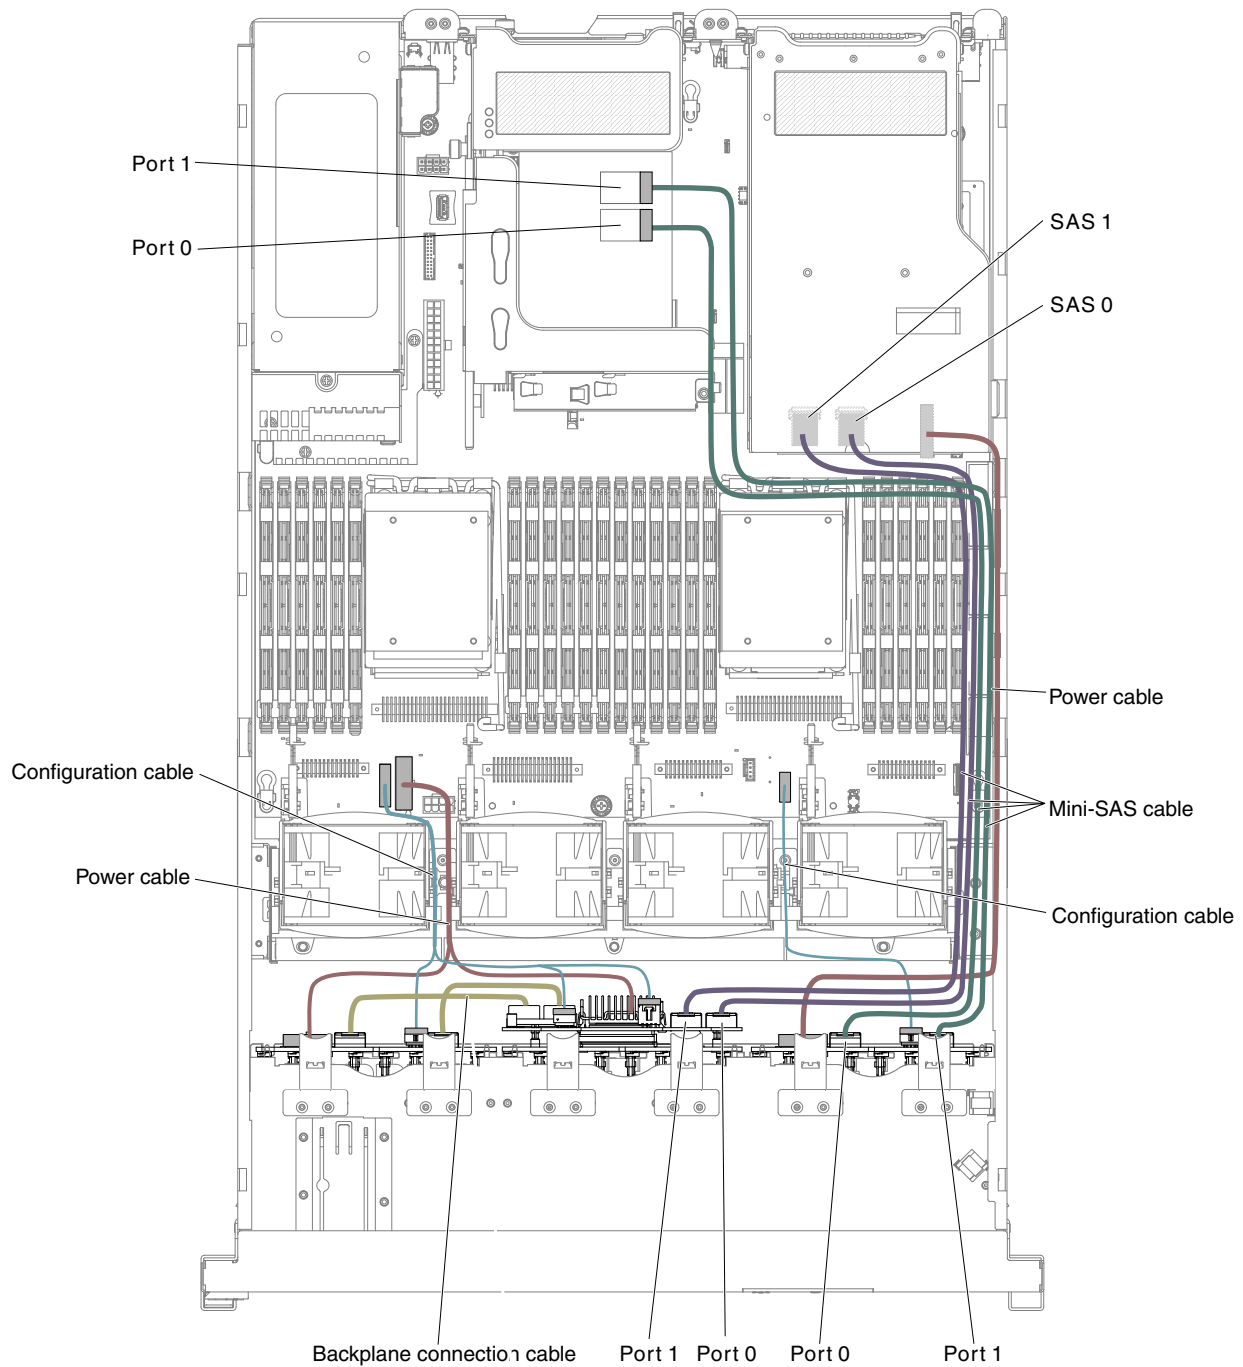 Port 1
SAS 1
Port 0
SAS 0
Power cable
Configuration cable
Mini-SAS cable
Power cable
Configuration cable
Backplane connection cable
Port 1
Port 0
Port 0
Port 1